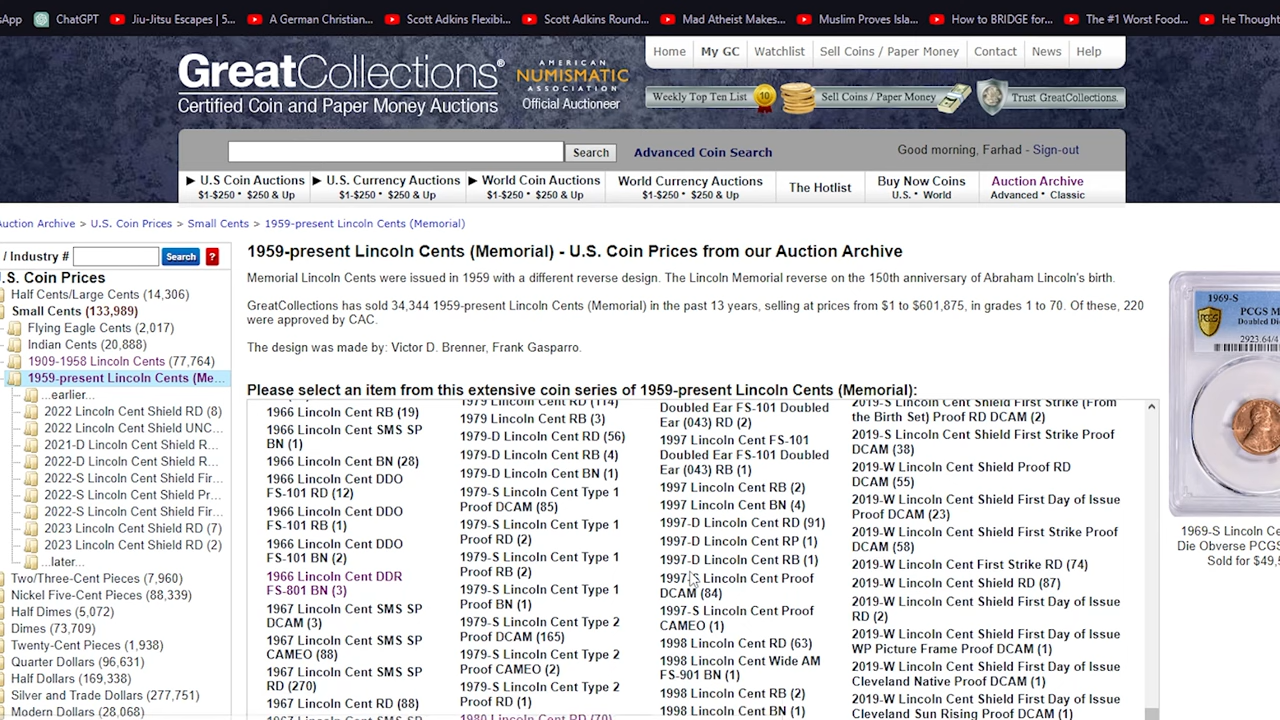 sApp ChatGPT Jiu-Jitsu Escapes | 5... A German Christian... Scott Adkins Flexibi... Scott Adkins Round... Mad Atheist Makes... Muslim Proves Isla... How to BRIDGE for... The #1 Worst Food... He Thought
GreatCollections®
Certified Coin and Paper Money Auctions
AMERICAN
NUMISMATIC
ASSOCIATION
Official Auctioneer
Home My GC Watchlist Sell Coins / Paper Money Contact News Help
Weekly Top Ten List 10 Sell Coins / Paper Money Trust GreatCollections.
Search Advanced Coin Search Good morning, Farhad - Sign-out
▶ U.S Coin Auctions ▶ U.S. Currency Auctions ▶ World Coin Auctions World Currency Auctions The Hotlist Buy Now Coins Auction Archive
$1-$250 • $250 & Up $1-$250 • $250 & Up $1-$250 • $250 & Up $1-$250 • $250 & Up U.S. • World Advanced • Classic
Auction Archive > U.S. Coin Prices > Small Cents > 1959-present Lincoln Cents (Memorial)
/ Industry # Search ?
.S. Coin Prices
Half Cents/Large Cents (14,306)
Small Cents (133,989)
Flying Eagle Cents (2,017)
Indian Cents (20,888)
1909-1958 Lincoln Cents (77,764)
1959-present Lincoln Cents (Me...
...earlier...
2022 Lincoln Cent Shield RD (8)
2022 Lincoln Cent Shield UNC...
2021-D Lincoln Cent Shield R...
2022-D Lincoln Cent Shield R...
2022-S Lincoln Cent Shield Fir...
2022-S Lincoln Cent Shield Pr...
2022-S Lincoln Cent Shield Fir...
2023 Lincoln Cent Shield RD (7)
2023 Lincoln Cent Shield RD (2)
...later...
Two/Three-Cent Pieces (7,960)
Nickel Five-Cent Pieces (88,339)
Half Dimes (5,072)
Dimes (73,709)
Twenty-Cent Pieces (1,938)
Quarter Dollars (96,631)
Half Dollars (169,338)
Silver and Trade Dollars (277,751)
Modern Dollars (28,068)
1959-present Lincoln Cents (Memorial) - U.S. Coin Prices from our Auction Archive
Memorial Lincoln Cents were issued in 1959 with a different reverse design. The Lincoln Memorial reverse on the 150th anniversary of Abraham Lincoln's birth.
GreatCollections has sold 34,344 1959-present Lincoln Cents (Memorial) in the past 13 years, selling at prices from $1 to $601,875, in grades 1 to 70. Of these, 220
were approved by CAC.
The design was made by: Victor D. Brenner, Frank Gasparro.
Please select an item from this extensive coin series of 1959-present Lincoln Cents (Memorial):
1966 Lincoln Cent RB (19)
1966 Lincoln Cent SMS SP
BN (1)
1966 Lincoln Cent BN (28)
1966 Lincoln Cent DDO
FS-101 RD (12)
1966 Lincoln Cent DDO
FS-101 RB (1)
1966 Lincoln Cent DDO
FS-101 BN (2)
1966 Lincoln Cent DDR
FS-801 BN (3)
1967 Lincoln Cent SMS SP
DCAM (3)
1967 Lincoln Cent SMS SP
CAMEO (88)
1967 Lincoln Cent SMS SP
RD (270)
1967 Lincoln Cent RD (88)
1967 Lincoln Cent SMS SP
1979 Lincoln Cent RD (114)
1979 Lincoln Cent RB (3)
1979-D Lincoln Cent RD (56)
1979-D Lincoln Cent RB (4)
1979-D Lincoln Cent BN (1)
1979-S Lincoln Cent Type 1
Proof DCAM (85)
1979-S Lincoln Cent Type 1
Proof RD (2)
1979-S Lincoln Cent Type 1
Proof RB (2)
1979-S Lincoln Cent Type 1
Proof BN (1)
1979-S Lincoln Cent Type 2
Proof DCAM (165)
1979-S Lincoln Cent Type 2
Proof CAMEO (2)
1979-S Lincoln Cent Type 2
Proof RD (1)
1980 Lincoln Cent RD (70)
Doubled Ear FS-101 Doubled
Ear (043) RD (2)
1997 Lincoln Cent FS-101
Doubled Ear FS-101 Doubled
Ear (043) RB (1)
1997 Lincoln Cent RB (2)
1997 Lincoln Cent BN (4)
1997-D Lincoln Cent RD (91)
1997-D Lincoln Cent RP (1)
1997-D Lincoln Cent RB (1)
1997-S Lincoln Cent Proof
DCAM (84)
1997-S Lincoln Cent Proof
CAMEO (1)
1998 Lincoln Cent RD (63)
1998 Lincoln Cent Wide AM
FS-901 BN (1)
1998 Lincoln Cent RB (2)
1998 Lincoln Cent BN (1)
2019-S Lincoln Cent Shield First Strike (From
the Birth Set) Proof RD DCAM (2)
2019-S Lincoln Cent Shield First Strike Proof
DCAM (38)
2019-W Lincoln Cent Shield Proof RD
DCAM (55)
2019-W Lincoln Cent Shield First Day of Issue
Proof DCAM (23)
2019-W Lincoln Cent Shield First Strike Proof
DCAM (58)
2019-W Lincoln Cent First Strike RD (74)
2019-W Lincoln Cent Shield RD (87)
2019-W Lincoln Cent Shield First Day of Issue
RD (2)
2019-W Lincoln Cent Shield First Day of Issue
WP Picture Frame Proof DCAM (1)
2019-W Lincoln Cent Shield First Day of Issue
Cleveland Native Proof DCAM (1)
2019-W Lincoln Cent Shield First Day of Issue
Cleveland Sun Rising Proof DCAM (1)
1969-S
PCGS M
Doubled Di
2923.64/4
1969-S Lincoln Ce
Die Obverse PCGS
Sold for $49,5